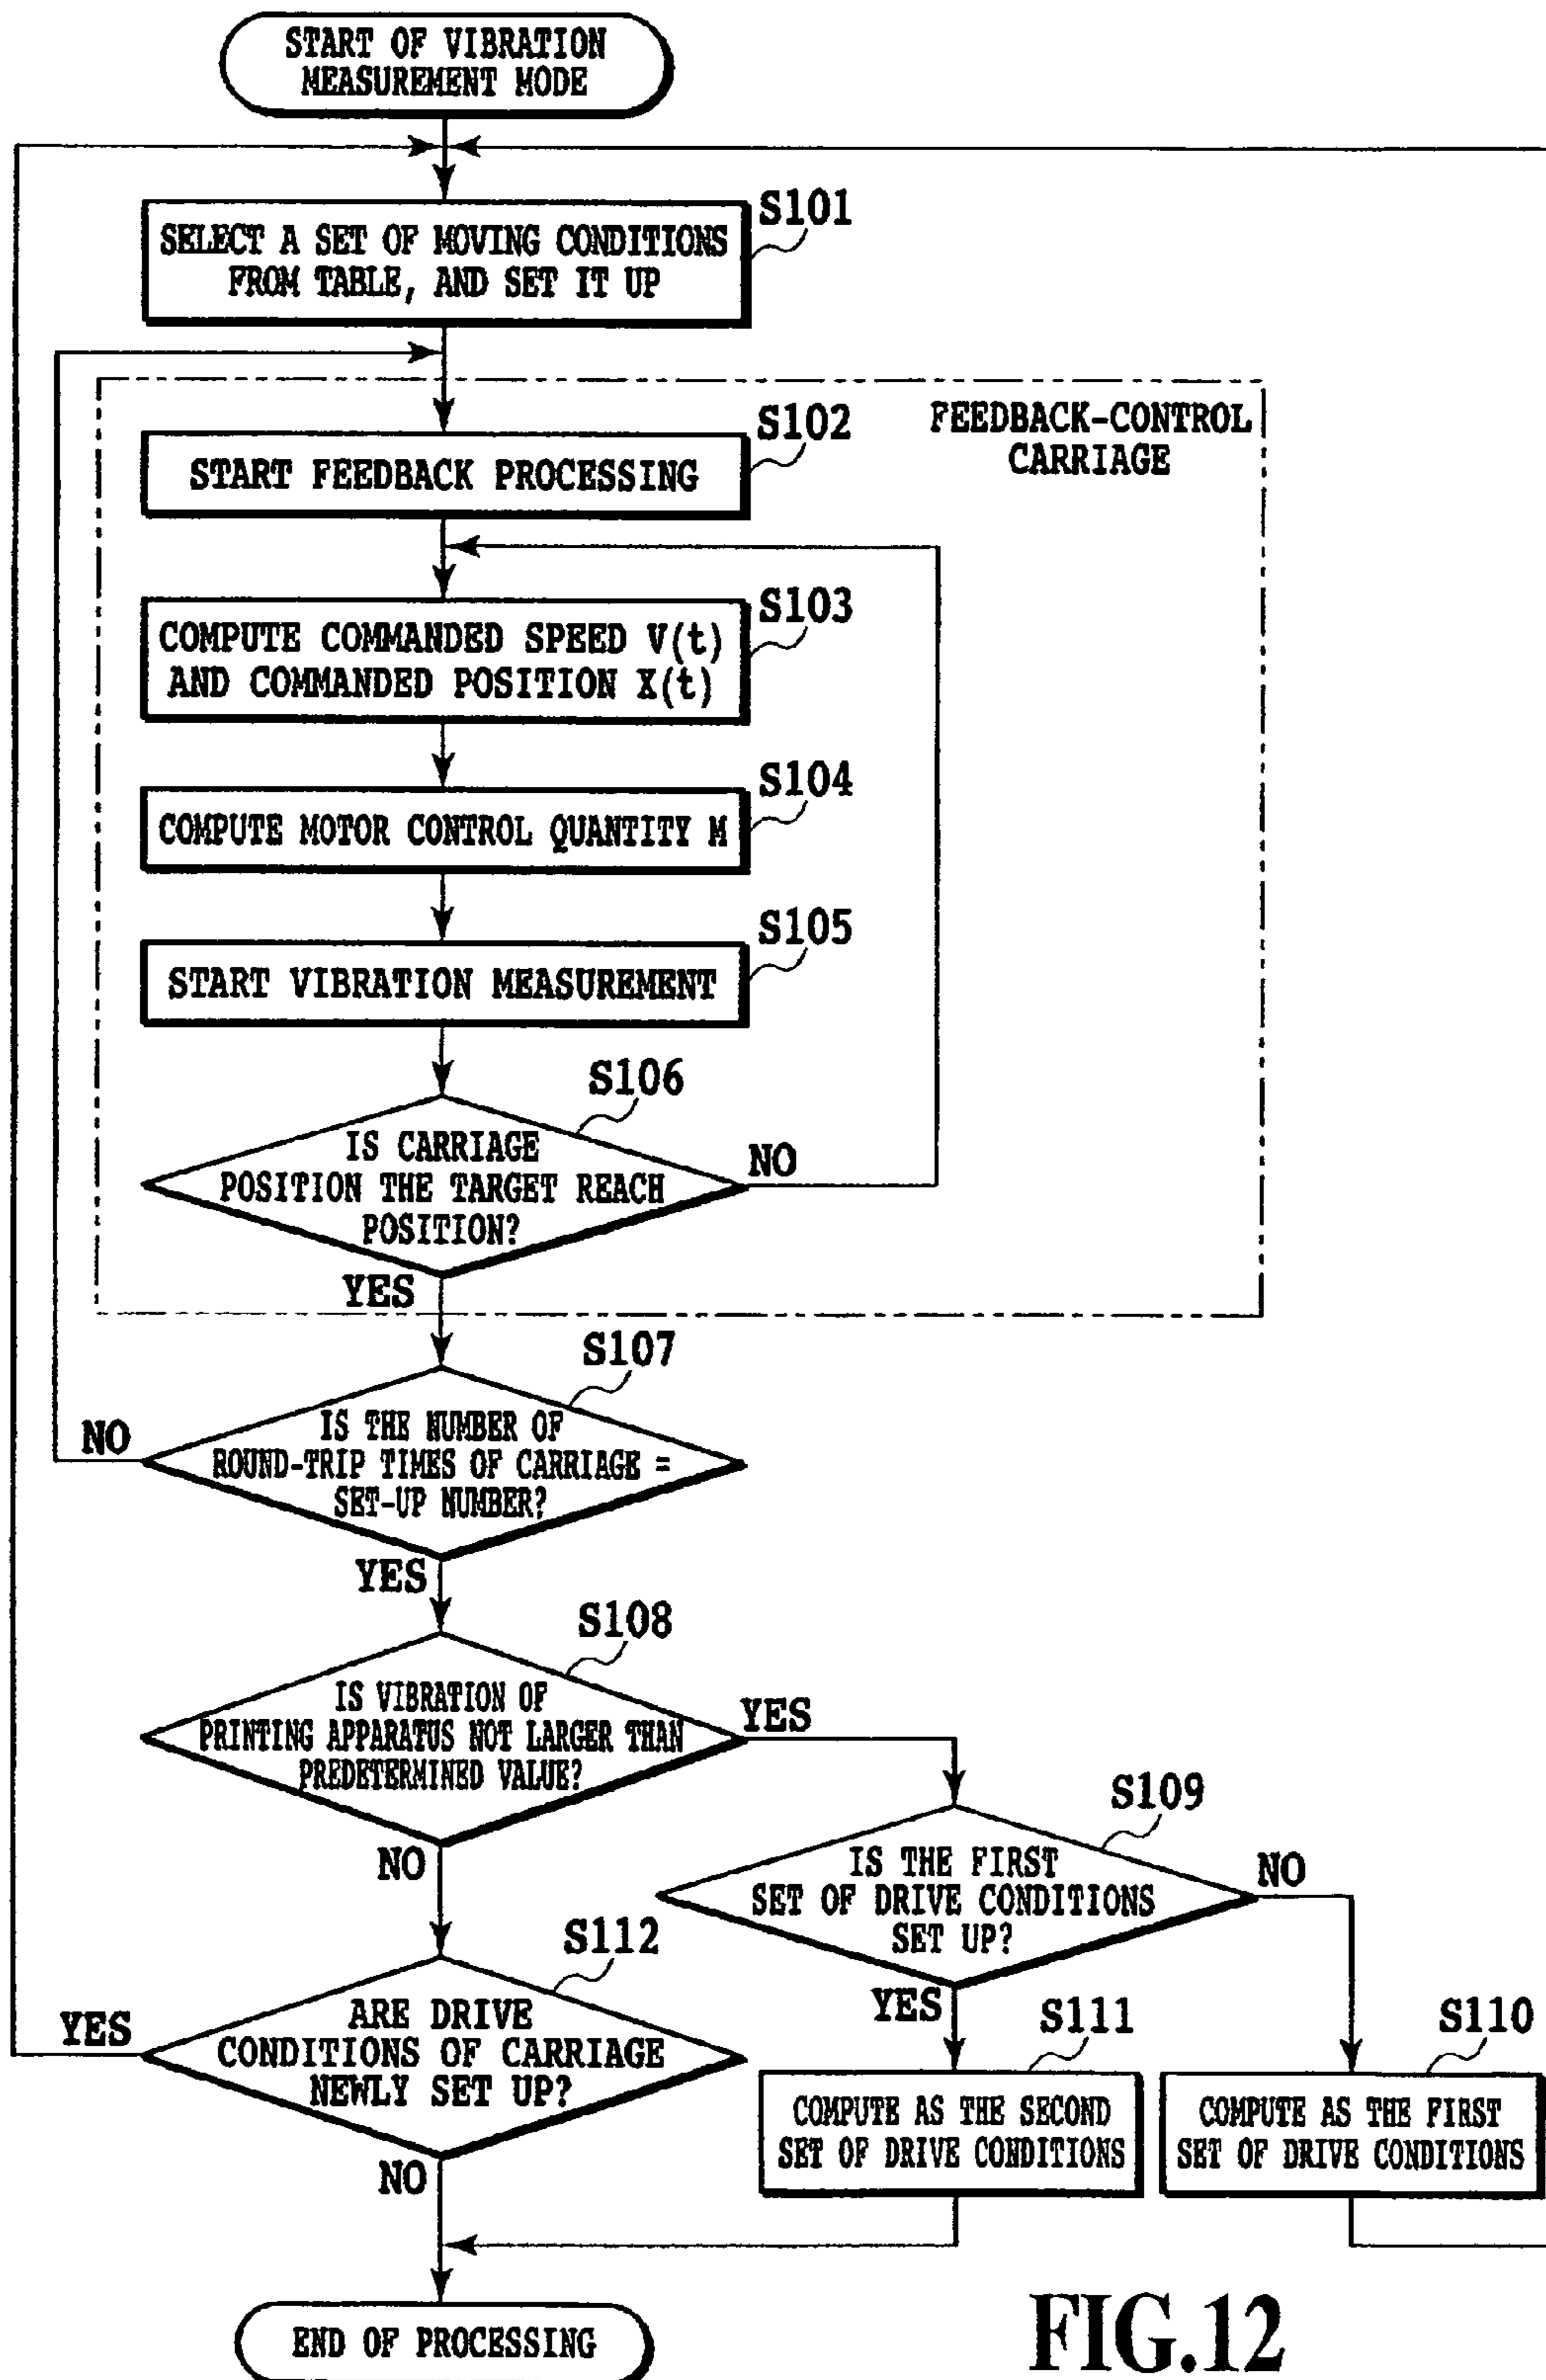 START OF VIBRATION
MEASUREMENT MODE
S101
SELECT A SET OF MOVING CONDITIONS
FROM TABLE, AND SET IT UP
FEEDBACK-CONTROL
CARRIAGE
S102
START FEEDBACK PROCESSING
S103
COMPUTE COMMANDED SPEED V(t)
AND COMMANDED POSITION X(t)
S104
COMPUTE MOTOR CONTROL QUANTITY M
S105
START VIBRATION MEASUREMENT
S106
IS CARRIAGE
POSITION THE TARGET REACH
POSITION?
NO
YES
S107
IS THE NUMBER OF
ROUND-TRIP TIMES OF CARRIAGE =
SET-UP NUMBER?
NO
YES
S108
IS VIBRATION OF
PRINTING APPARATUS NOT LARGER THAN
PREDETERMINED VALUE?
YES
NO
S109
IS THE FIRST
SET OF DRIVE CONDITIONS
SET UP?
NO
YES
S112
ARE DRIVE
CONDITIONS OF CARRIAGE
NEWLY SET UP?
YES
NO
S111
COMPUTE AS THE SECOND
SET OF DRIVE CONDITIONS
S110
COMPUTE AS THE FIRST
SET OF DRIVE CONDITIONS
END OF PROCESSING
FIG.12